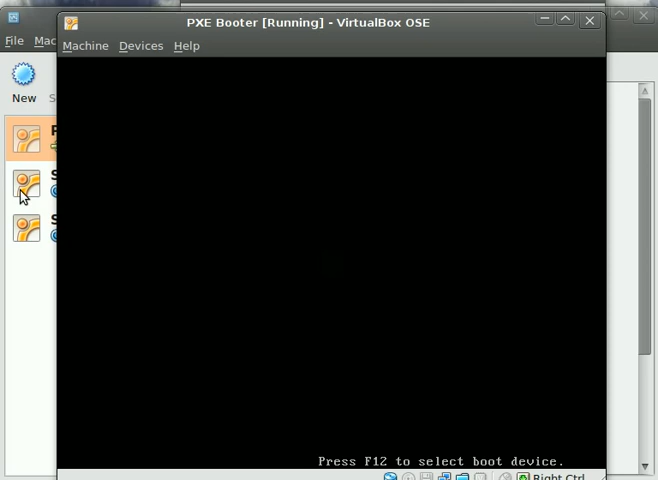 PXE Booter [Running] - VirtualBox OSE
File
Machine Devices Help
New
Press F12 to select boot device.
Right Ctrl